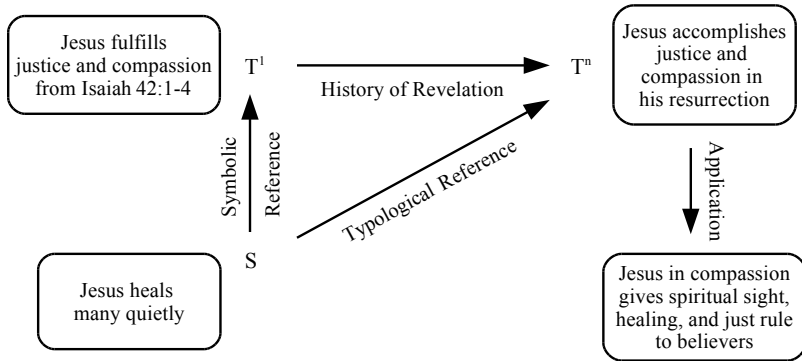 Jesus fulfills
justice and compassion
from Isaiah 42:1-4
T¹
History of Revelation
Tⁿ
Jesus accomplishes
justice and
compassion in
his resurrection
Symbolic
Reference
Typological Reference
Application
S
Jesus heals
many quietly
Jesus in compassion
gives spiritual sight,
healing, and just rule
to believers